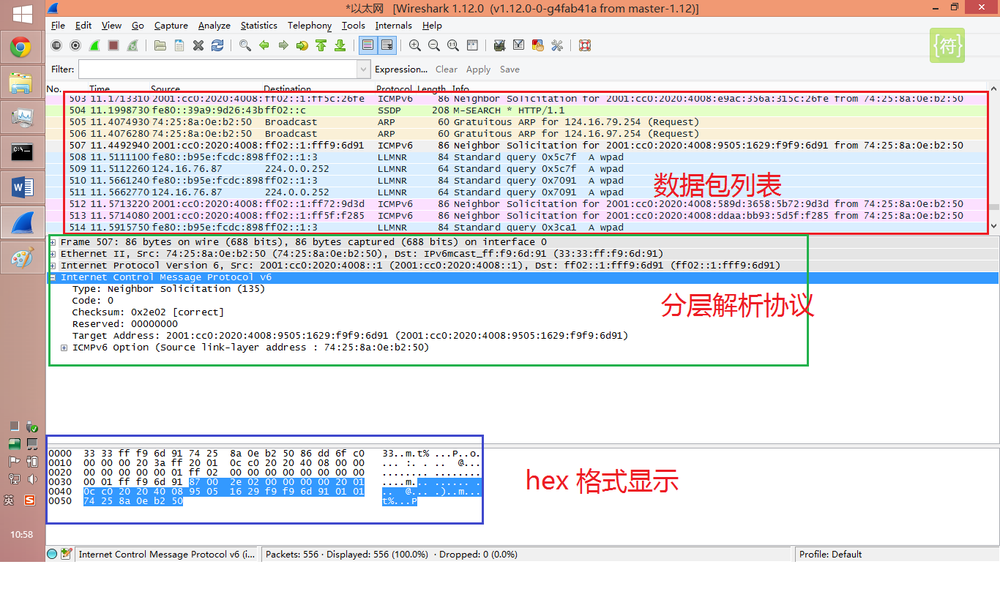 *以太网 [Wireshark 1.12.0 (v1.12.0-0-g4fab41a from master-1.12)]
File Edit View Go Capture Analyze Statistics Telephony Tools Internals Help
{符}
Filter: Expression... Clear Apply Save
No. Time Source Destination Protocol Length Info
503 11.1713310 2001:cc0:2020:4008: ff02::1:ff5c:26fe ICMPv6 86 Neighbor Solicitation for 2001:cc0:2020:4008:e9ac:356a:315c:26fe from 74:25:8a:0e:b2:50
504 11.1998730 fe80::39a9:9d26:43b ff02::c SSDP 208 M-SEARCH * HTTP/1.1
505 11.4074930 74:25:8a:0e:b2:50 Broadcast ARP 60 Gratuitous ARP for 124.16.79.254 (Request)
506 11.4076280 74:25:8a:0e:b2:50 Broadcast ARP 60 Gratuitous ARP for 124.16.97.254 (Request)
507 11.4492940 2001:cc0:2020:4008: ff02::1:fff9:6d91 ICMPv6 86 Neighbor Solicitation for 2001:cc0:2020:4008:9505:1629:f9f9:6d91 from 74:25:8a:0e:b2:50
508 11.5111100 fe80::b95e:fcdc:898 ff02::1:3 LLMNR 84 Standard query 0x5c7f A wpad
509 11.5112260 124.16.76.87 224.0.0.252 LLMNR 64 Standard query 0x5c7f A wpad
510 11.5661240 fe80::b95e:fcdc:898 ff02::1:3 LLMNR 84 Standard query 0x7091 A wpad
511 11.5662770 124.16.76.87 224.0.0.252 LLMNR 64 Standard query 0x7091 A wpad
数据包列表
512 11.5713220 2001:cc0:2020:4008: ff02::1:ff72:9d3d ICMPv6 86 Neighbor Solicitation for 2001:cc0:2020:4008:589d:3658:5b72:9d3d from 74:25:8a:0e:b2:50
513 11.5714080 2001:cc0:2020:4008: ff02::1:ff5f:f285 ICMPv6 86 Neighbor Solicitation for 2001:cc0:2020:4008:ddaa:bb93:5d5f:f285 from 74:25:8a:0e:b2:50
514 11.5915750 fe80::b95e:fcdc:898 ff02::1:3 LLMNR 84 Standard query 0x3ca1 A wpad
Frame 507: 86 bytes on wire (688 bits), 86 bytes captured (688 bits) on interface 0
Ethernet II, Src: 74:25:8a:0e:b2:50 (74:25:8a:0e:b2:50), Dst: IPv6mcast_ff:f9:6d:91 (33:33:ff:f9:6d:91)
Internet Protocol Version 6, Src: 2001:cc0:2020:4008::1 (2001:cc0:2020:4008::1), Dst: ff02::1:fff9:6d91 (ff02::1:fff9:6d91)
Internet Control Message Protocol v6
Type: Neighbor Solicitation (135)
Code: 0
Checksum: 0x2e02 [correct]
Reserved: 00000000
Target Address: 2001:cc0:2020:4008:9505:1629:f9f9:6d91 (2001:cc0:2020:4008:9505:1629:f9f9:6d91)
ICMPv6 Option (Source link-layer address : 74:25:8a:0e:b2:50)
分层解析协议
0000 33 33 ff f9 6d 91 74 25 8a 0e b2 50 86 dd 6f c0 33..m.t% ...P..o.
0010 00 00 00 20 3a ff 20 01 0c c0 20 20 40 08 00 00 ... :. . ..  @...
0020 00 00 00 00 00 01 ff 02 00 00 00 00 00 00 00 00 ........ ........
0030 00 01 ff f9 6d 91 87 00 2e 02 00 00 00 00 20 01 ....m... ...... .
0040 0c c0 20 20 40 08 95 05 16 29 f9 f9 6d 91 01 01 ..  @... .)..m...
0050 74 25 8a 0e b2 50 t%...P
hex 格式显示
英
10:58
Internet Control Message Protocol v6 (i... Packets: 556 · Displayed: 556 (100.0%) · Dropped: 0 (0.0%) Profile: Default